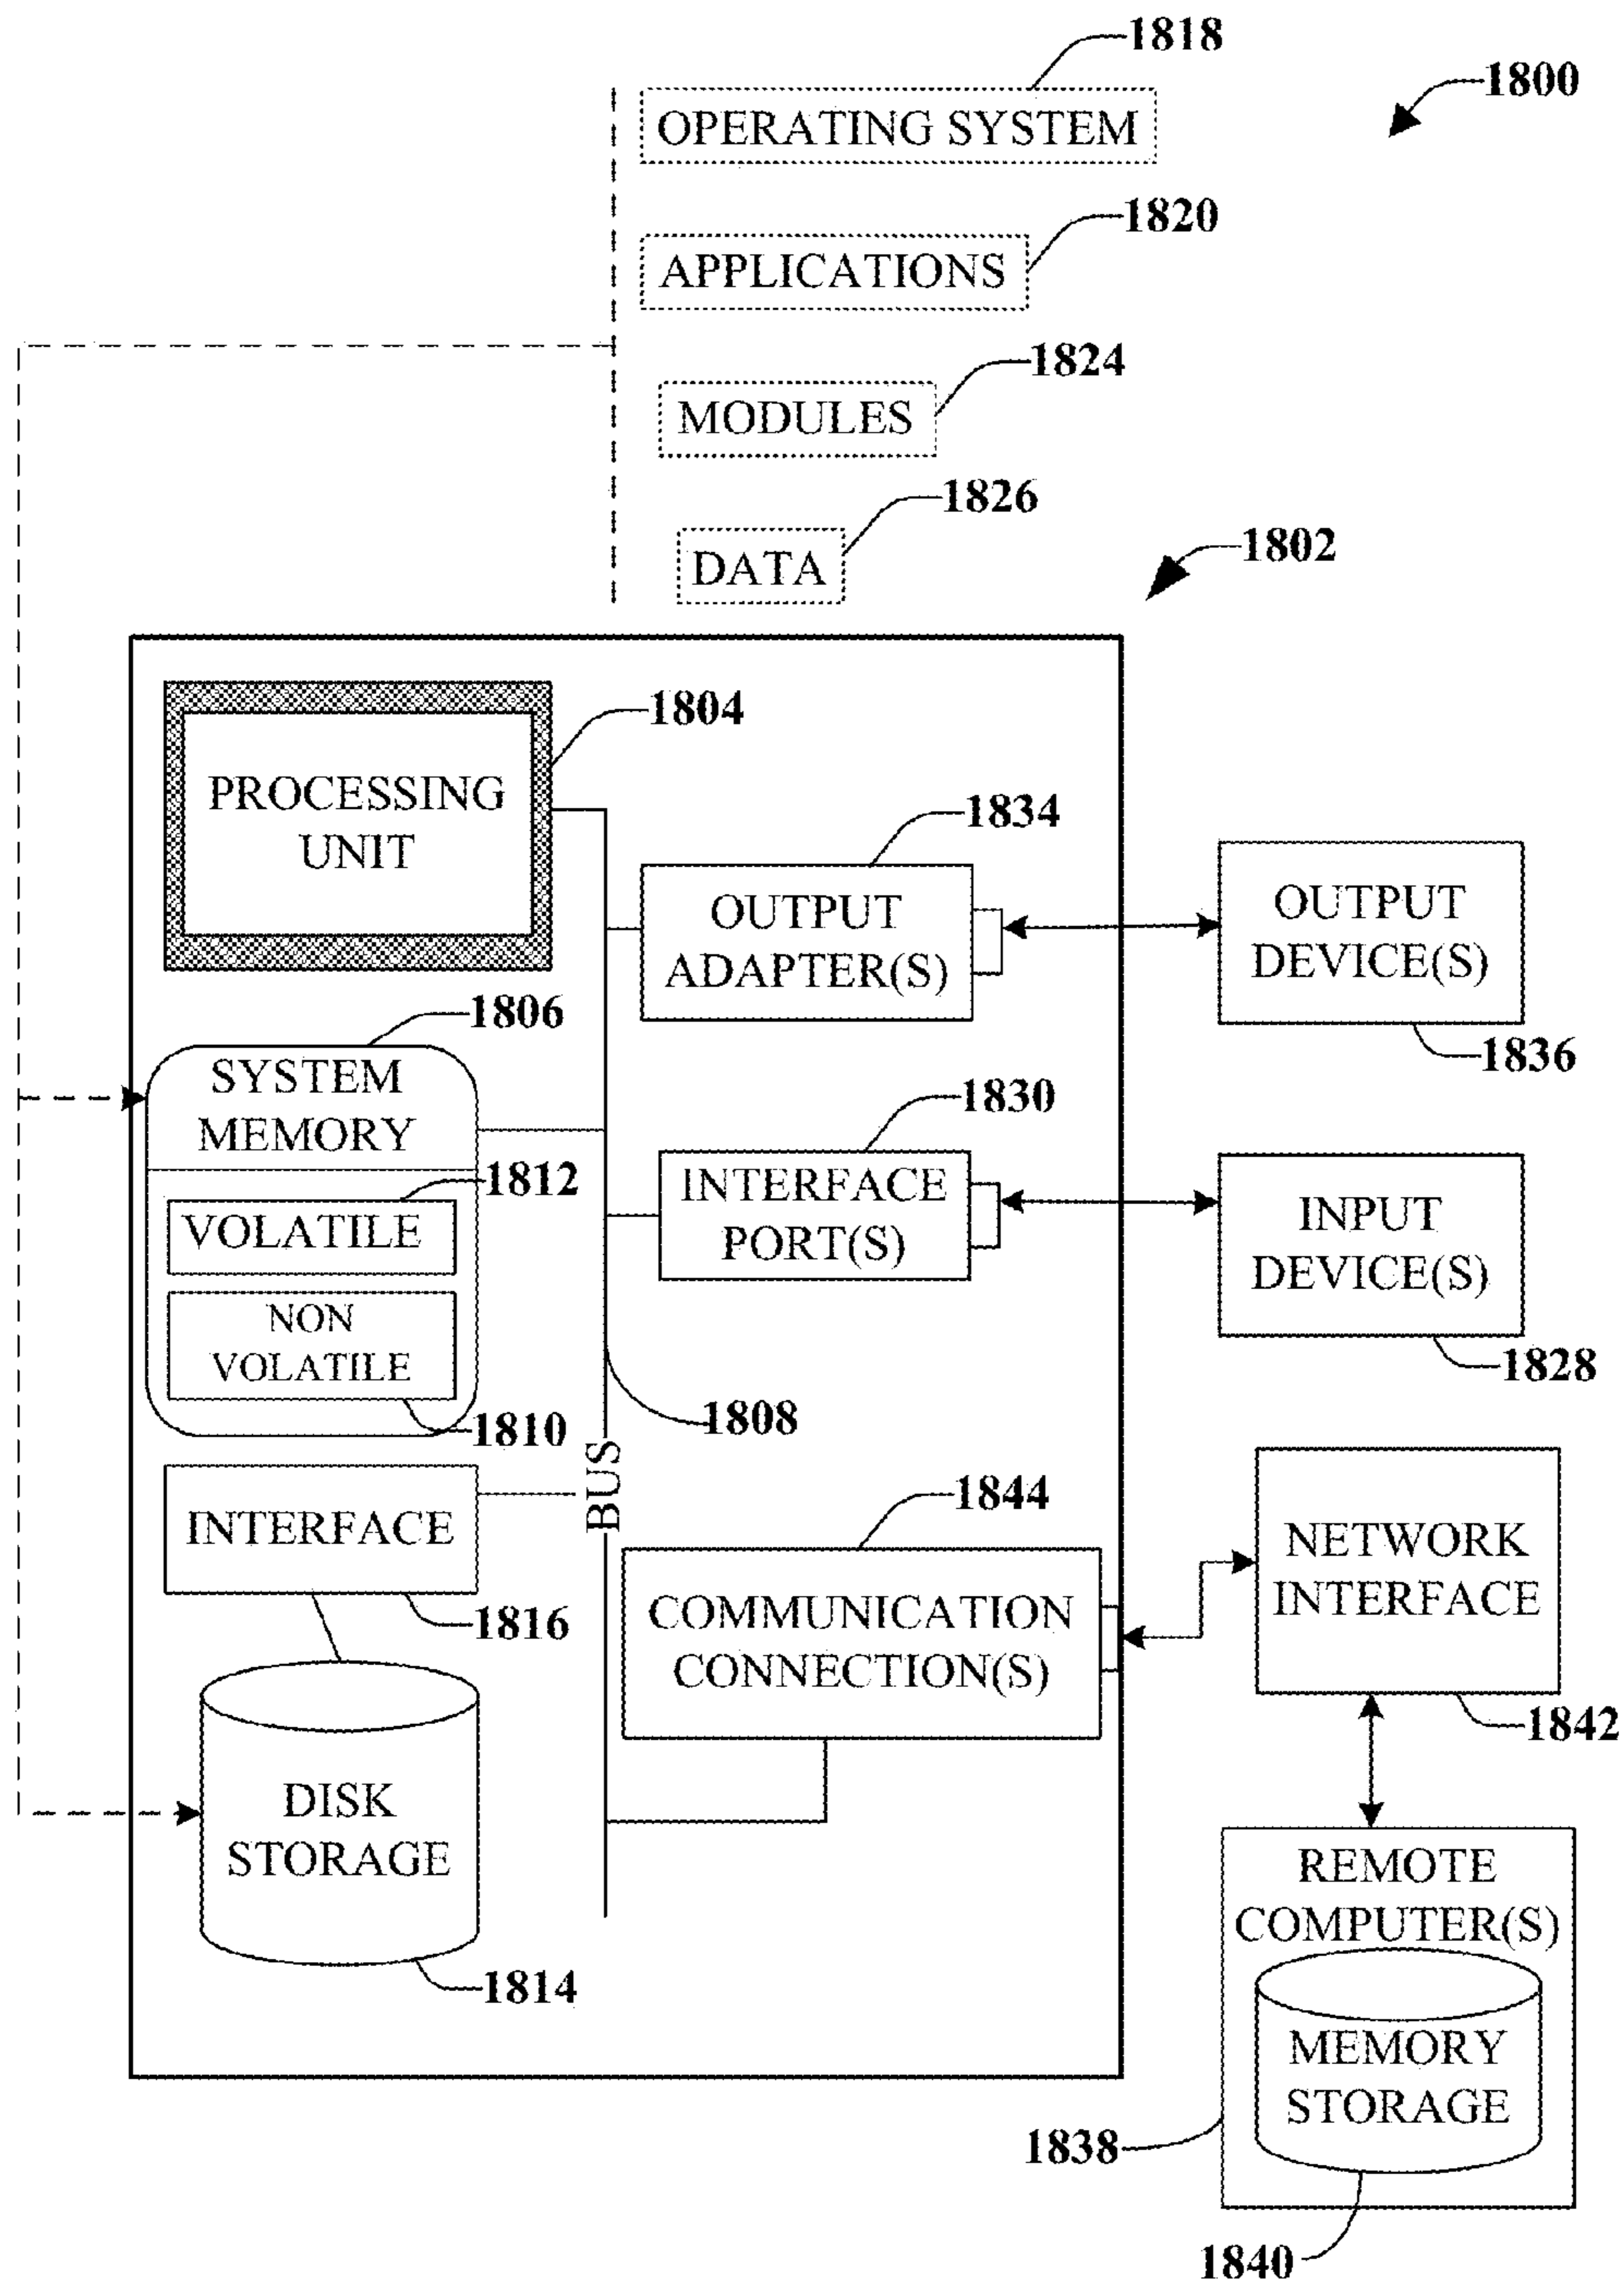 1818
1800
OPERATING SYSTEM
1820
APPLICATIONS
1824
MODULES
1826
DATA
1802
1804
PROCESSING
UNIT
1834
OUTPUT
ADAPTER(S)
OUTPUT
DEVICE(S)
1836
1806
SYSTEM
MEMORY
1812
VOLATILE
NON
VOLATILE
1810
1830
INTERFACE
PORT(S)
INPUT
DEVICE(S)
1828
1808
BUS
INTERFACE
1816
1844
COMMUNICATION
CONNECTION(S)
NETWORK
INTERFACE
1842
DISK
STORAGE
1814
REMOTE
COMPUTER(S)
MEMORY
STORAGE
1838
1840